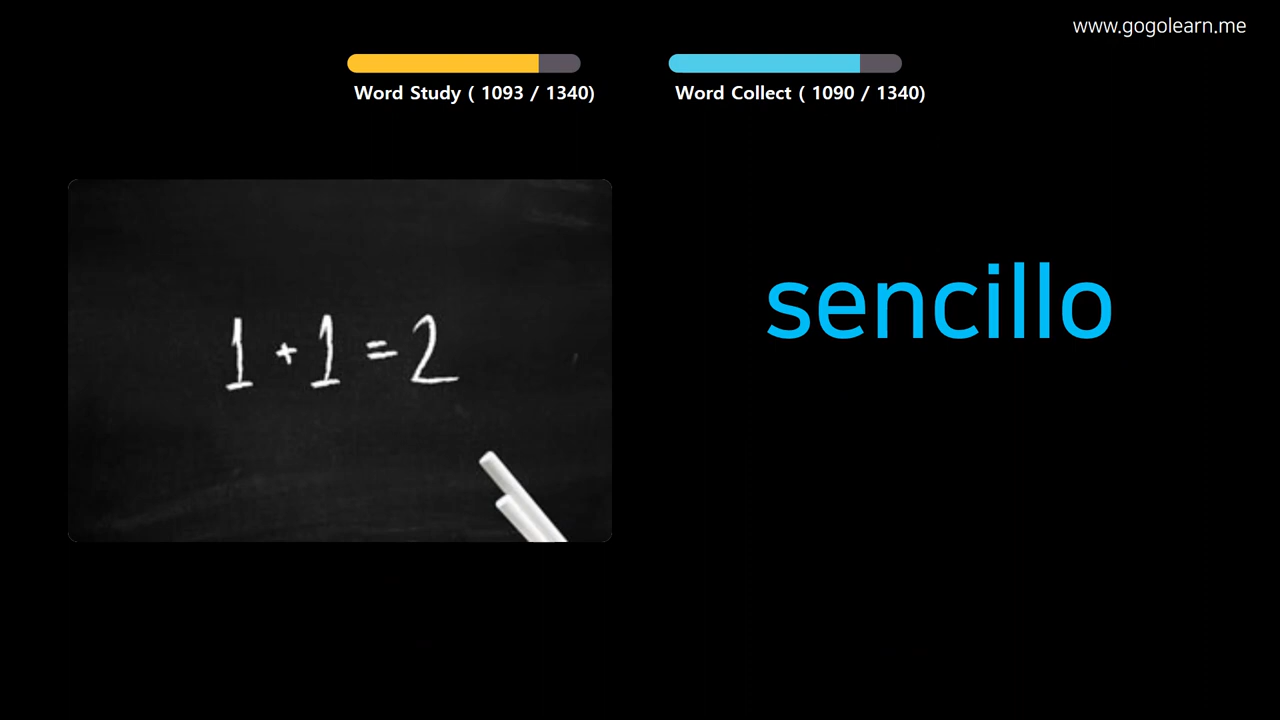 www.gogolearn.me
Word Study ( 1093 / 1340)
Word Collect ( 1090 / 1340)
1 + 1 = 2
sencillo